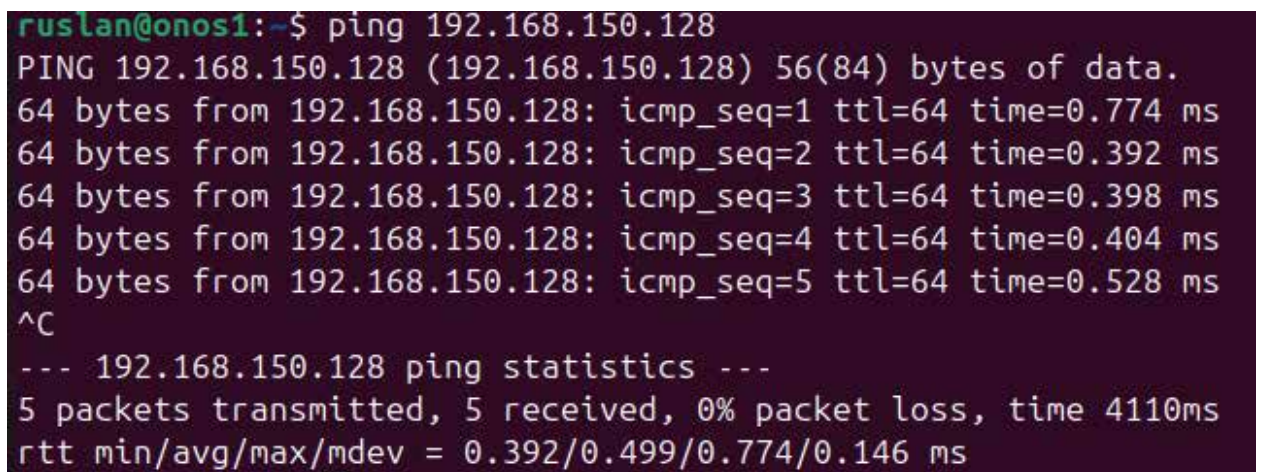 ruslan@onos1:~$ ping 192.168.150.128
PING 192.168.150.128 (192.168.150.128) 56(84) bytes of data.
64 bytes from 192.168.150.128: icmp_seq=1 ttl=64 time=0.774 ms
64 bytes from 192.168.150.128: icmp_seq=2 ttl=64 time=0.392 ms
64 bytes from 192.168.150.128: icmp_seq=3 ttl=64 time=0.398 ms
64 bytes from 192.168.150.128: icmp_seq=4 ttl=64 time=0.404 ms
64 bytes from 192.168.150.128: icmp_seq=5 ttl=64 time=0.528 ms
^C
--- 192.168.150.128 ping statistics ---
5 packets transmitted, 5 received, 0% packet loss, time 4110ms
rtt min/avg/max/mdev = 0.392/0.499/0.774/0.146 ms